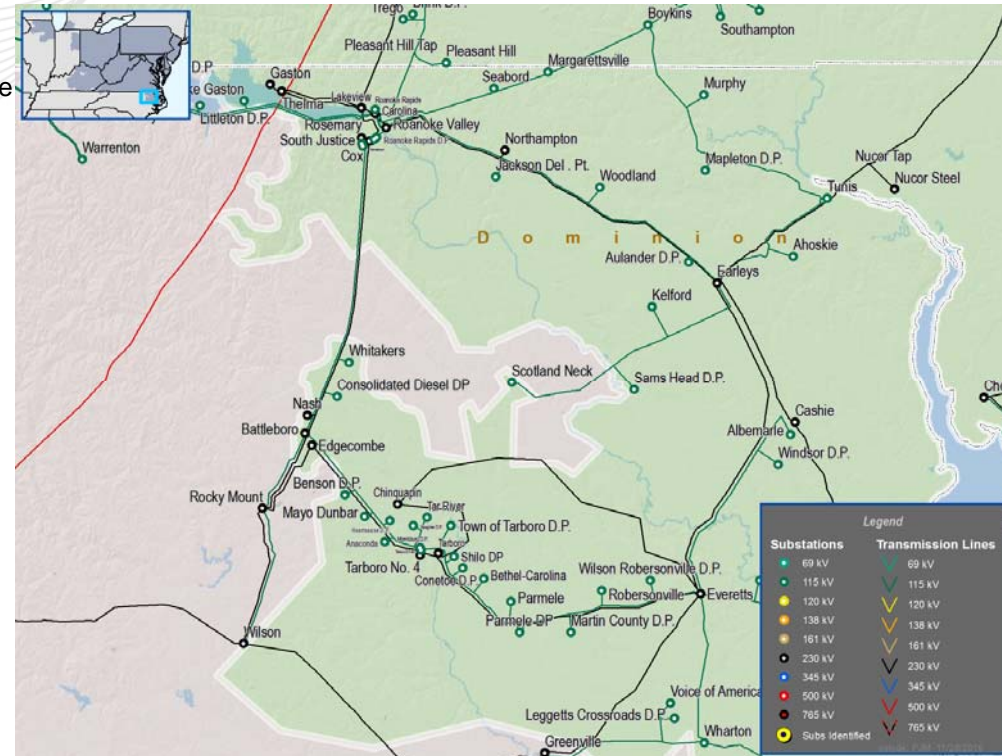 Trego
Pleasant Hill Tap
Pleasant Hill
Boykins
Southampton
Margarettsville
Seabord
Murphy
Gaston
Thelma
Lakeview
Roanoke Rapids
Carolina
Littleton D.P.
Rosemary
Roanoke Valley
South Justice
Roanoke Rapids D.P.
Cox
Warrenton
Northampton
Jackson Del . Pt.
Woodland
Mapleton D.P.
Nucor Tap
Nucor Steel
Tunis
Dominion
Ahoskie
Aulander D.P.
Earleys
Kelford
Whitakers
Scotland Neck
Sams Head D.P.
Consolidated Diesel DP
Nash
Battleboro
Edgecombe
Cashie
Albemarle
Windsor D.P.
Benson D.P.
Rocky Mount
Chinquapin
Mayo Dunbar
Tar River
Town of Tarboro D.P.
Anaconda
Tarboro
Tarboro No. 4
Shilo DP
Conetoe D.P.
Bethel-Carolina
Wilson Robersonville D.P.
Parmele
Robersonville
Everetts
Parmele DP
Martin County D.P.
Wilson
Voice of America
Leggetts Crossroads D.P.
Greenville
Wharton
Legend
Substations
Transmission Lines
69 kV
69 kV
115 kV
115 kV
120 kV
120 kV
138 kV
138 kV
161 kV
161 kV
230 kV
230 kV
345 kV
345 kV
500 kV
500 kV
765 kV
765 kV
Subs Identified